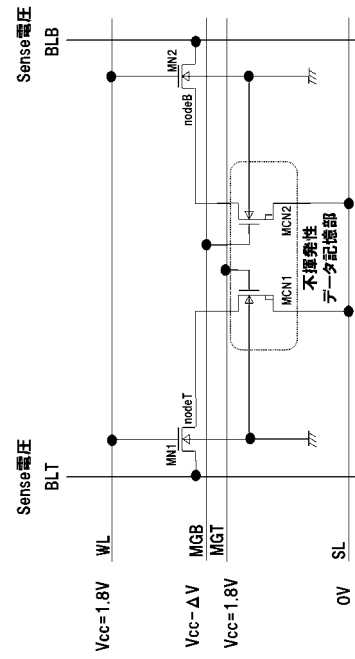 Sense電圧
BLT
Sense電圧
BLB
Vcc=1.8V
WL
MN1
nodeT
MN2
nodeB
Vcc-ΔV
MGB
Vcc=1.8V
MGT
MCN1
MCN2
不揮発性
データ記憶部
0V
SL